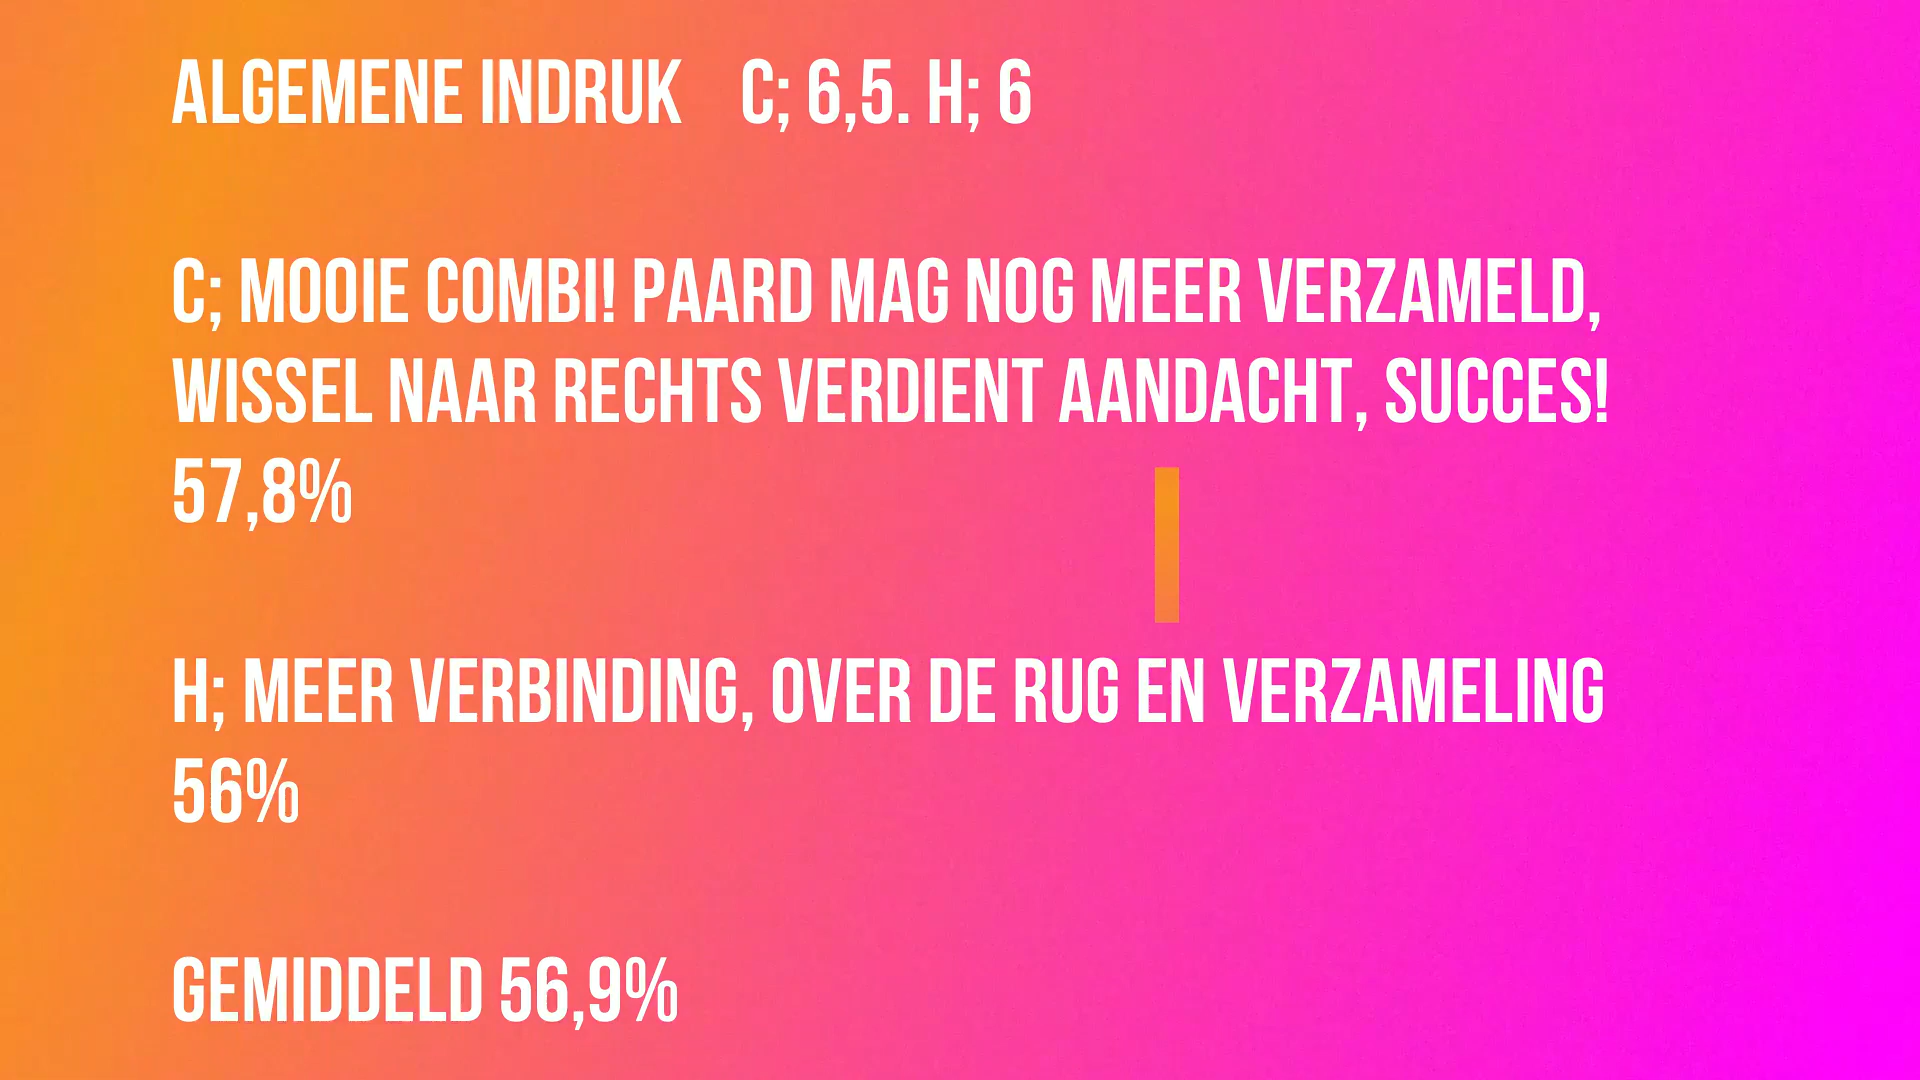 ALGEMENE INDRUK C; 6,5. H; 6
C; MOOIE COMBI! PAARD MAG NOG MEER VERZAMELD,
WISSEL NAAR RECHTS VERDIENT AANDACHT, SUCCES!
57,8%
H; MEER VERBINDING, OVER DE RUG EN VERZAMELING
56%
GEMIDDELD 56,9%